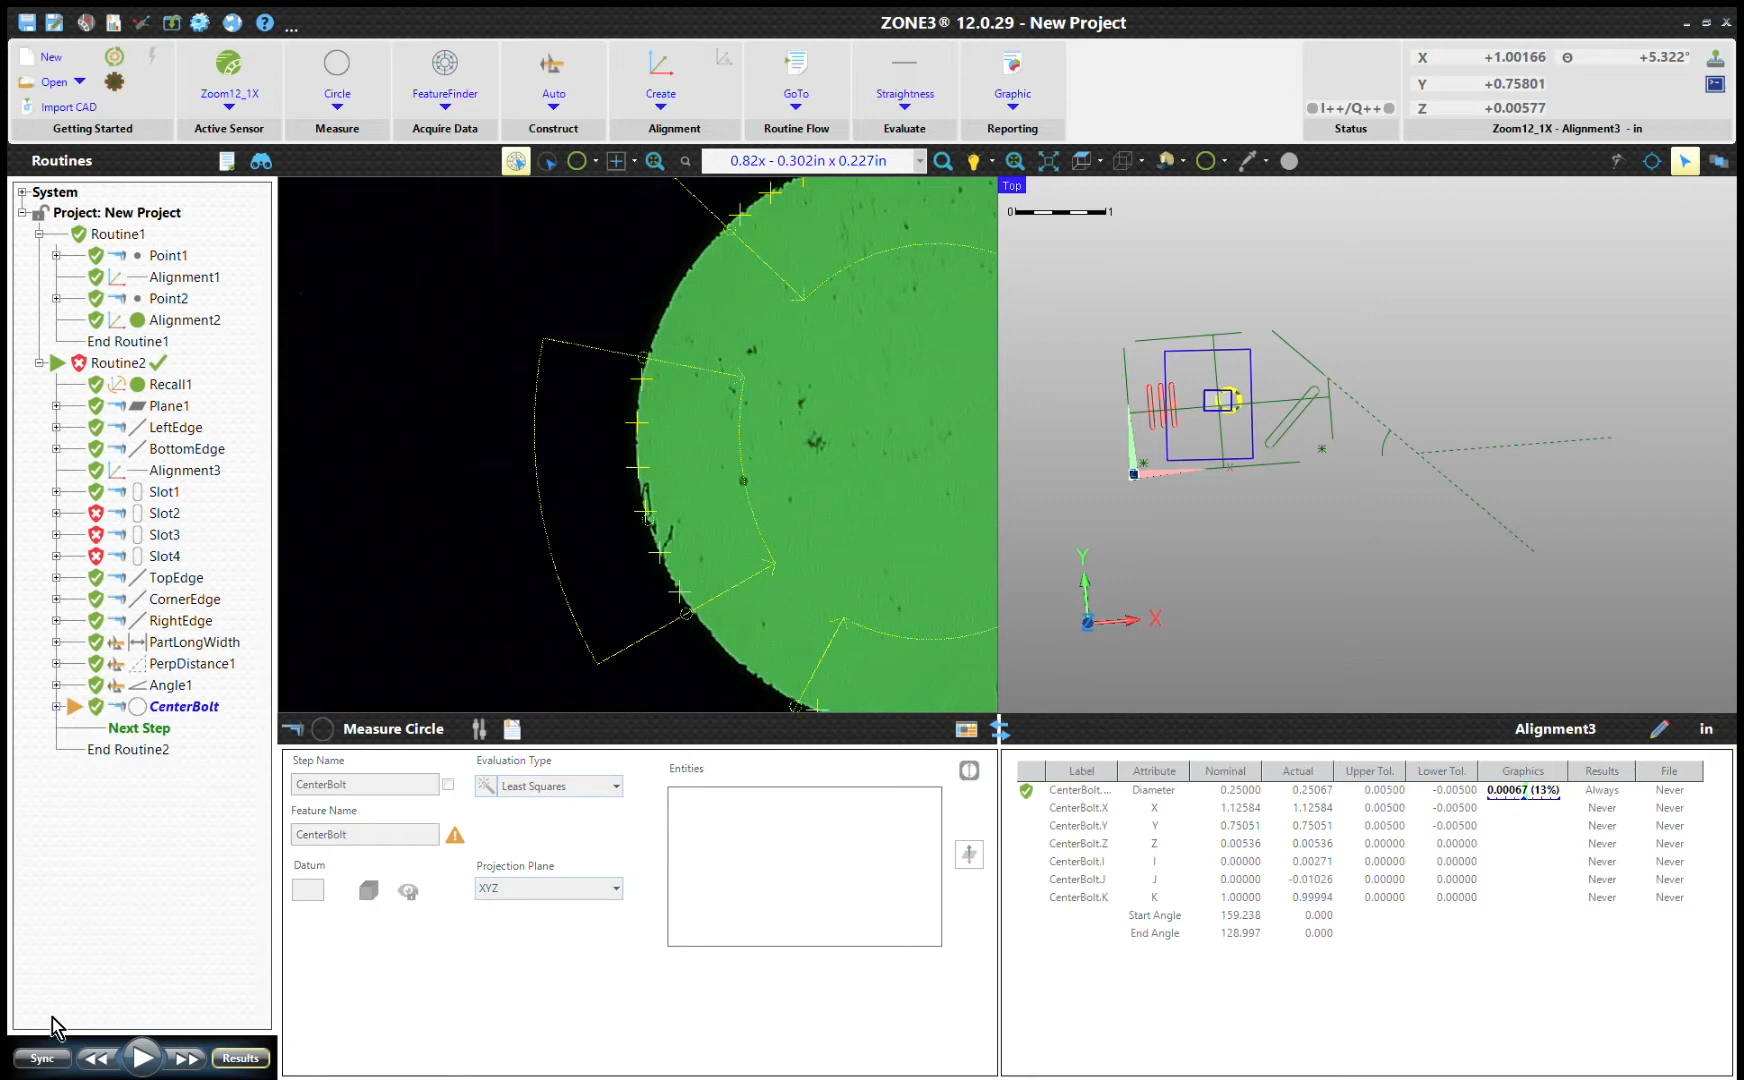 ZONE3® 12.0.29 - New Project
...
New
Open
Import CAD
Getting Started
Zoom12_1X
Active Sensor
Circle
Measure
FeatureFinder
Acquire Data
Auto
Construct
Create
Alignment
GoTo
Routine Flow
Straightness
Evaluate
Graphic
Reporting
I++/Q++
Status
X +1.00166 Θ +5.322°
Y +0.75801
Z +0.00577
Zoom12_1X - Alignment3 - in
Routines
0.82x - 0.302in x 0.227in
System
Project: New Project
Routine1
Point1
Alignment1
Point2
Alignment2
End Routine1
Routine2
Recall1
Plane1
LeftEdge
BottomEdge
Alignment3
Slot1
Slot2
Slot3
Slot4
TopEdge
CornerEdge
RightEdge
PartLongWidth
PerpDistance1
Angle1
CenterBolt
Next Step
End Routine2
Sync
Results
Top
0 1
X
Y
X
Z
Measure Circle
Step Name
CenterBolt
Feature Name
CenterBolt
Datum
Evaluation Type
Least Squares
Projection Plane
XYZ
Entities
Alignment3 in
Label Attribute Nominal Actual Upper Tol. Lower Tol. Graphics Results File
CenterBolt.... Diameter 0.25000 0.25067 0.00500 -0.00500 0.00067 (13%) Always Never
CenterBolt.X X 1.12584 1.12584 0.00500 -0.00500 Never Never
CenterBolt.Y Y 0.75051 0.75051 0.00500 -0.00500 Never Never
CenterBolt.Z Z 0.00536 0.00536 0.00000 0.00000 Never Never
CenterBolt.I I 0.00000 0.00271 0.00000 0.00000 Never Never
CenterBolt.J J 0.00000 -0.01026 0.00000 0.00000 Never Never
CenterBolt.K K 1.00000 0.99994 0.00000 0.00000 Never Never
Start Angle 159.238 0.000
End Angle 128.997 0.000